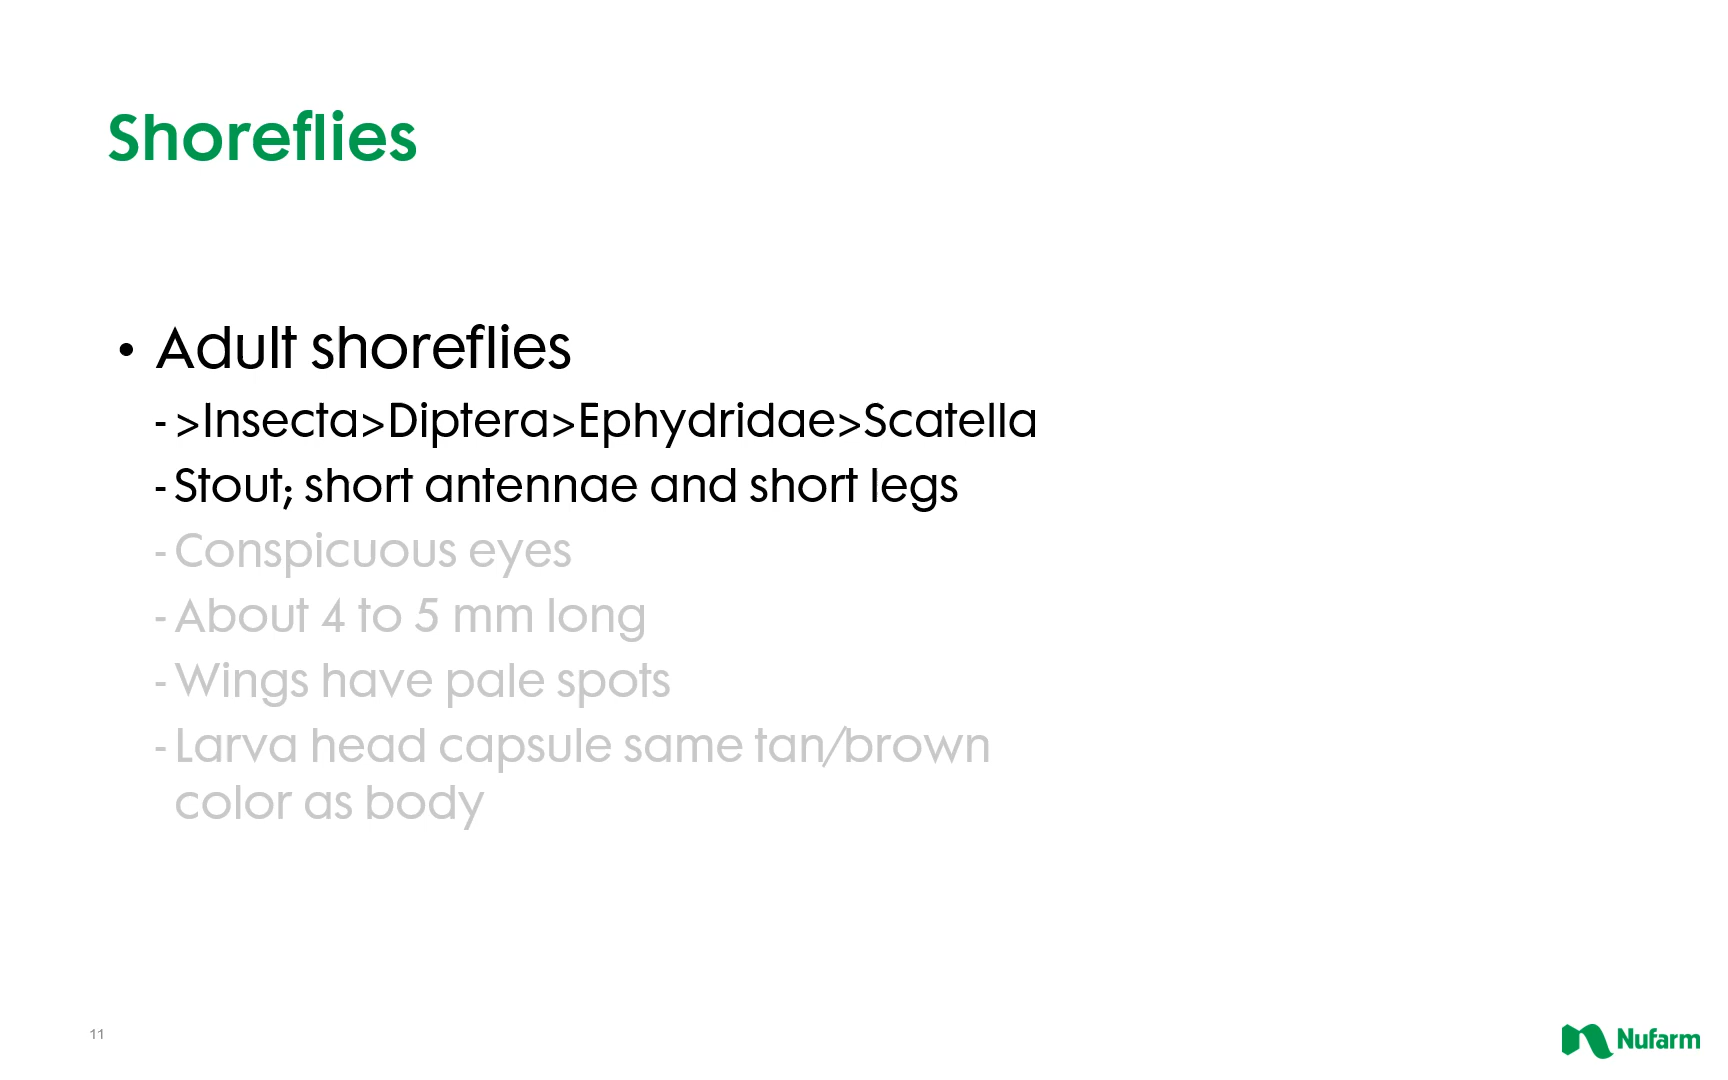 Shoreflies
• Adult shoreflies
- >Insecta>Diptera>Ephydridae>Scatella
- Stout; short antennae and short legs
- Conspicuous eyes
- About 4 to 5 mm long
- Wings have pale spots
- Larva head capsule same tan/brown
color as body
11
Nufarm